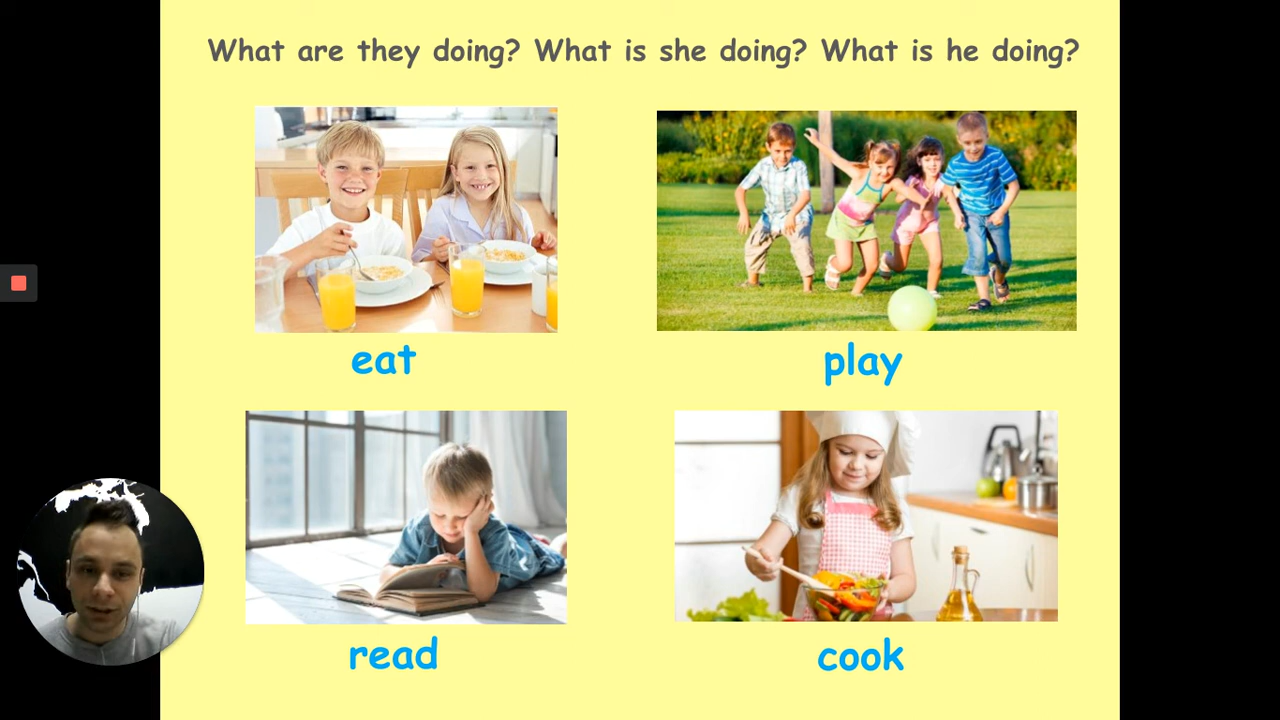 What are they doing? What is she doing? What is he doing?
eat
play
read
cook